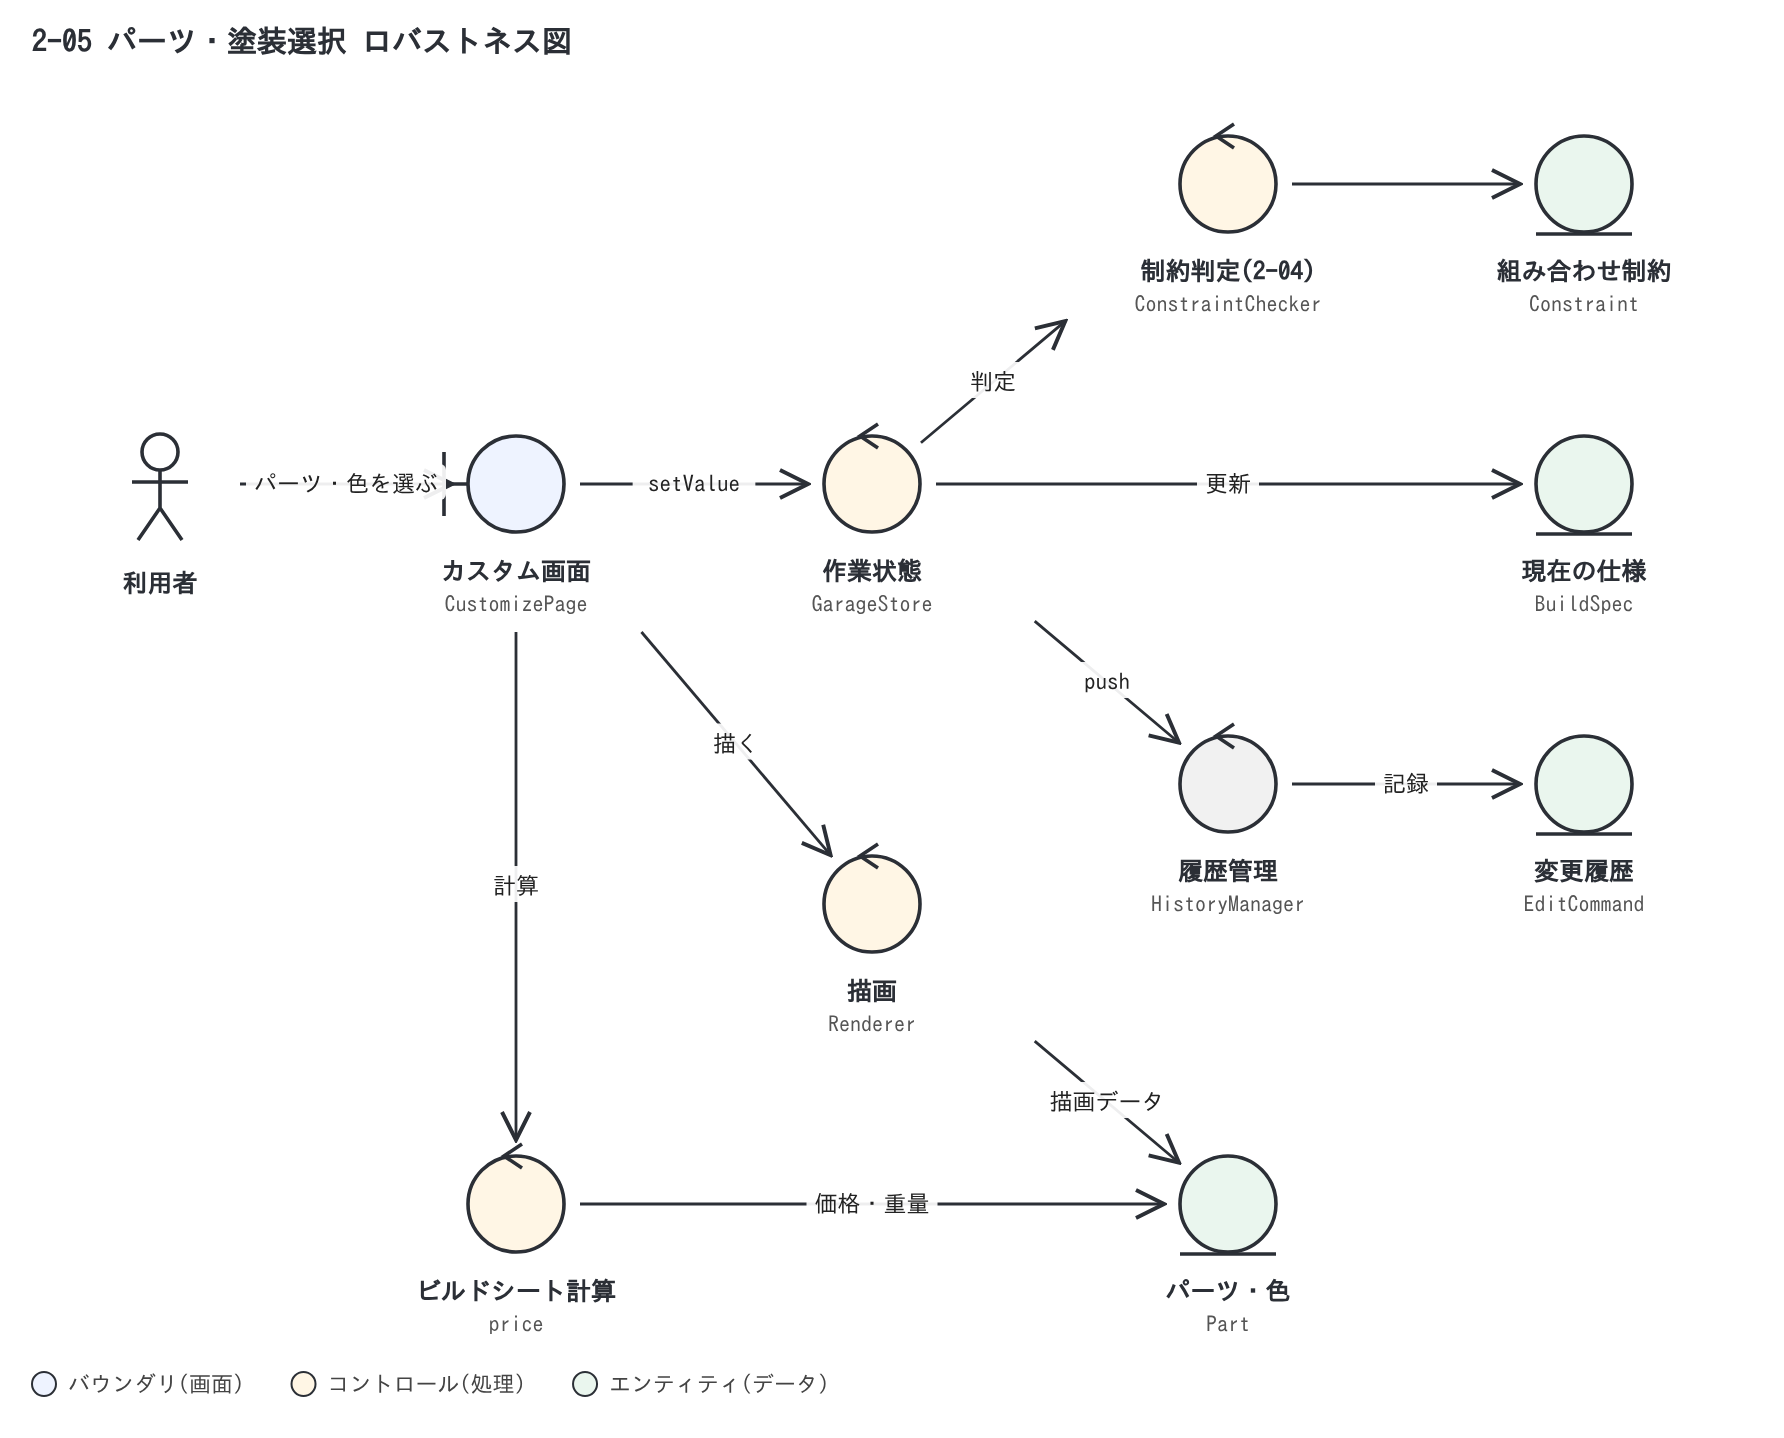 2-05 パーツ・塗装選択 ロバストネス図
制約判定(2-04)
ConstraintChecker
組み合わせ制約
Constraint
判定
パーツ・色を選ぶ
setValue
更新
利用者
カスタム画面
CustomizePage
作業状態
GarageStore
現在の仕様
BuildSpec
push
描く
記録
計算
履歴管理
HistoryManager
変更履歴
EditCommand
描画
Renderer
描画データ
価格・重量
ビルドシート計算
price
パーツ・色
Part
バウンダリ(画面)
コントロール(処理)
エンティティ(データ)